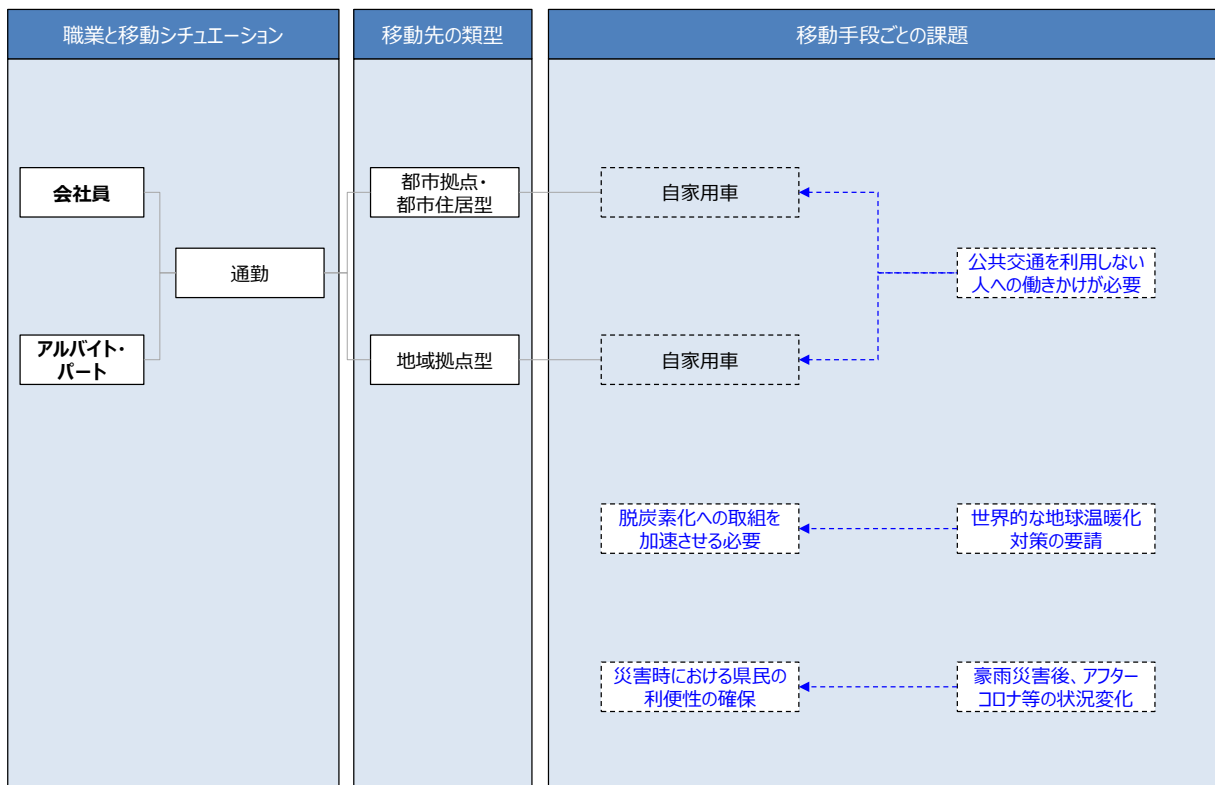 職業と移動シチュエーション
移動先の類型
移動手段ごとの課題
会社員
アルバイト・
パート
通勤
都市拠点・
都市住居型
地域拠点型
自家用車
自家用車
公共交通を利用しない
人への働きかけが必要
脱炭素化への取組を
加速させる必要
世界的な地球温暖化
対策の要請
災害時における県民の
利便性の確保
豪雨災害後、アフター
コロナ等の状況変化